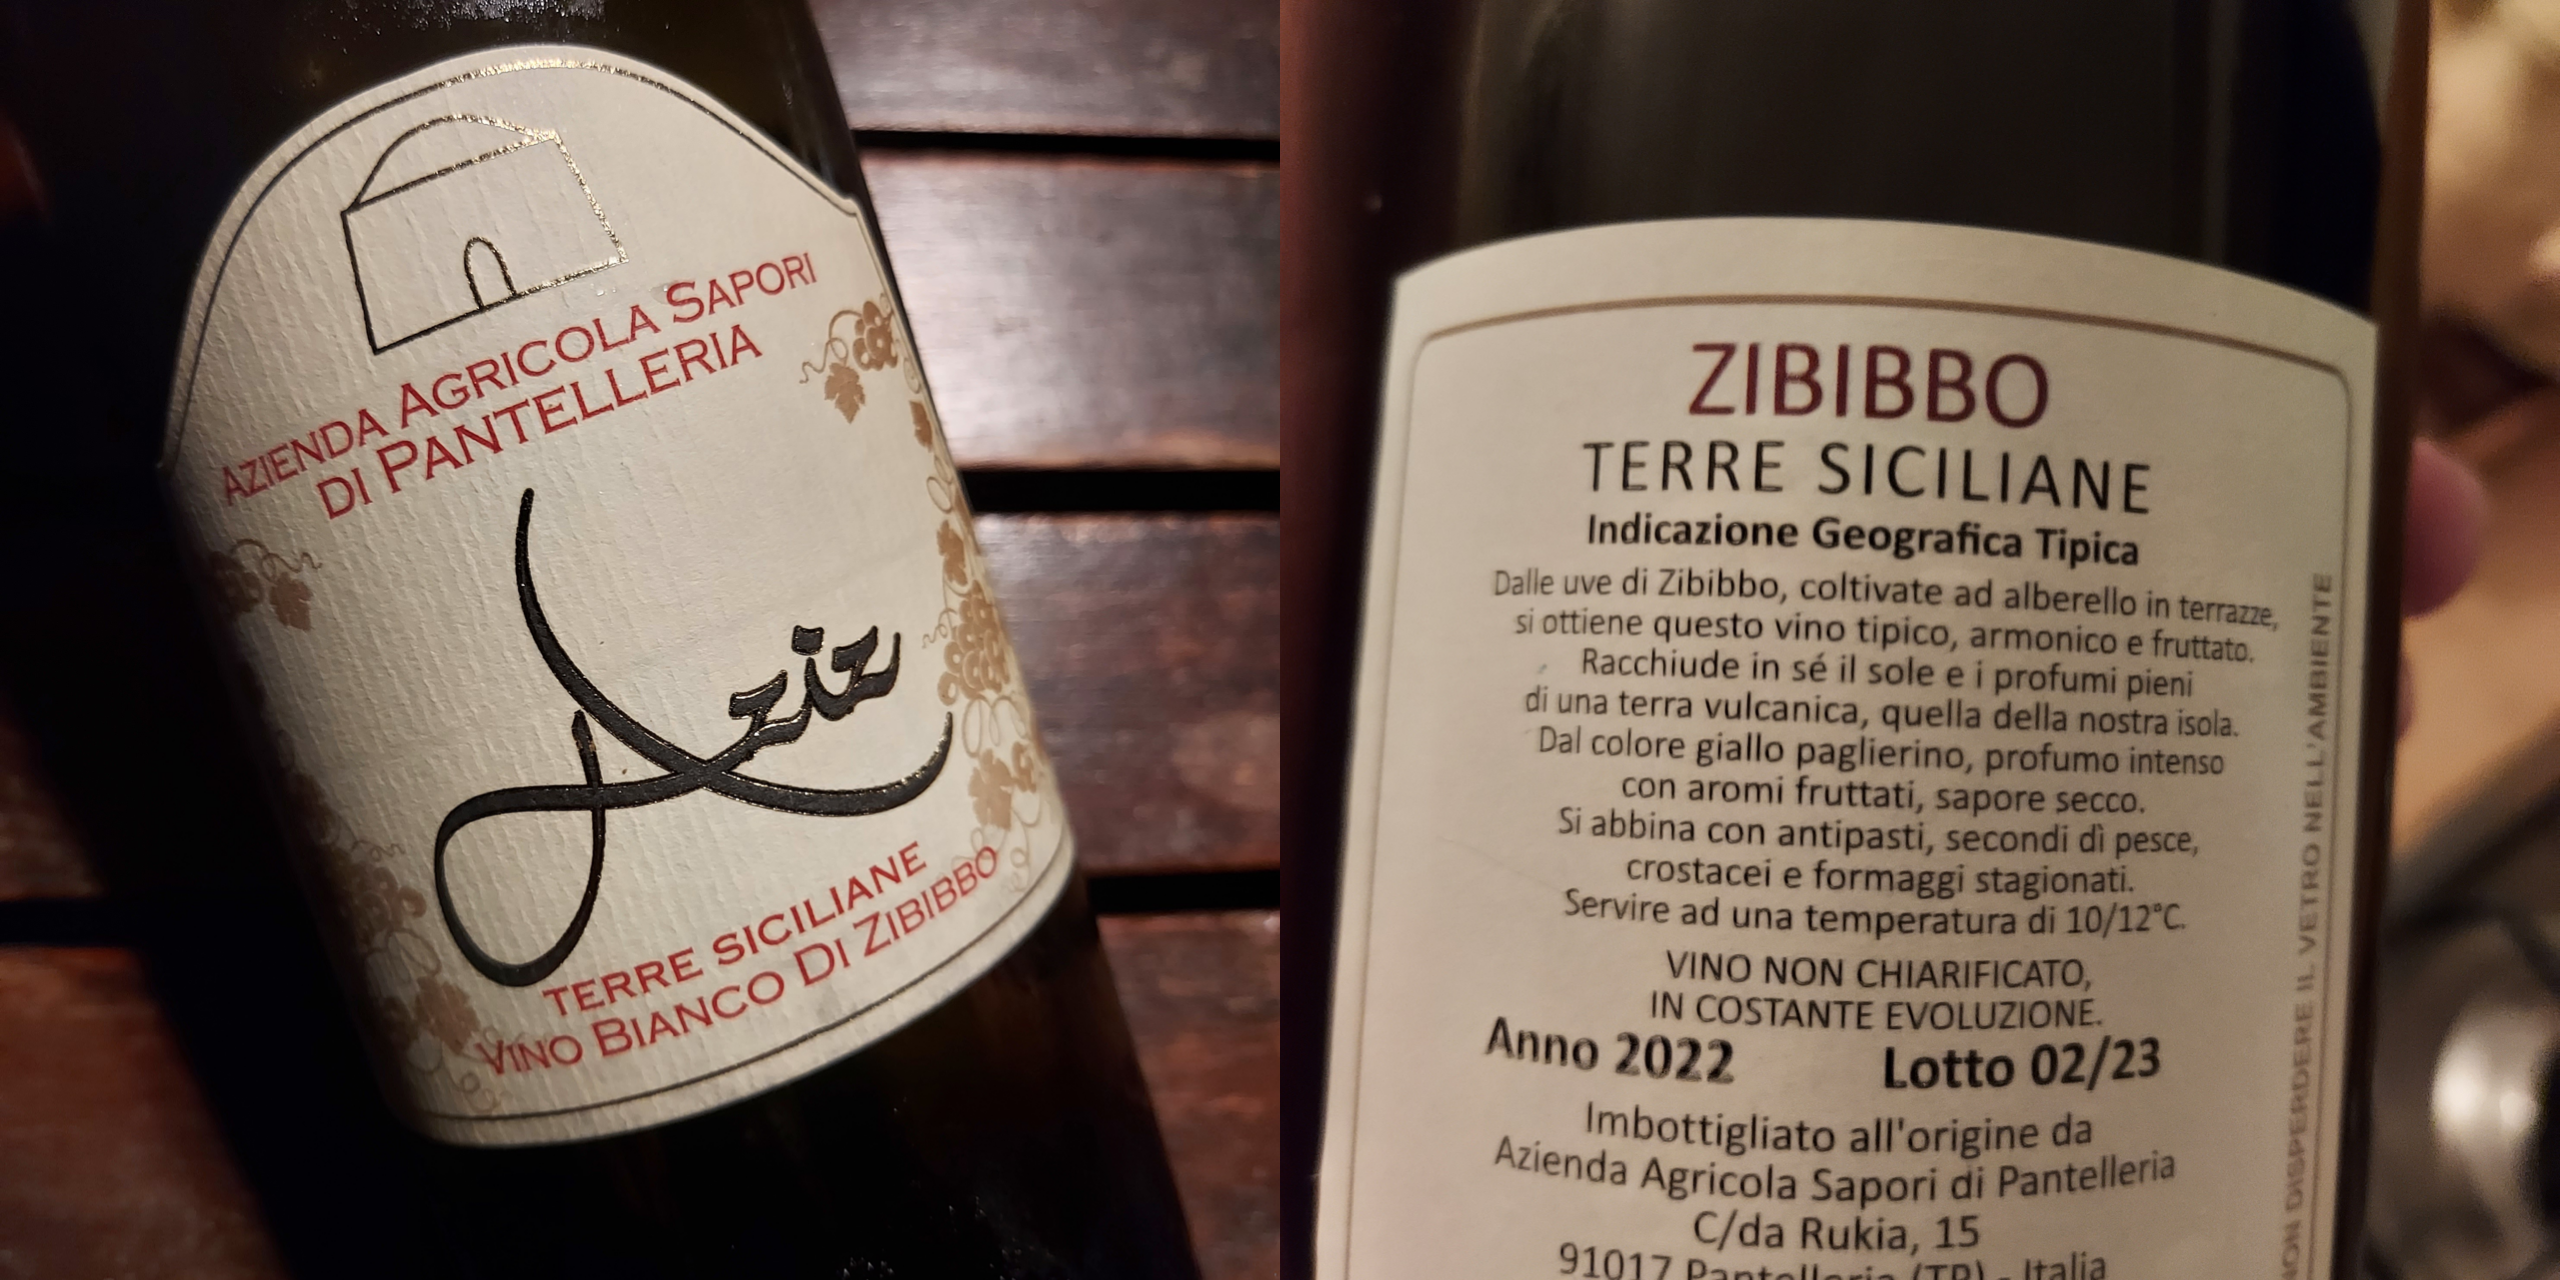 AZIENDA AGRICOLA SAPORI
DI PANTELLERIA
TERRE SICILIANE
VINO BIANCO DI ZIBIBBO
ZIBIBBO
TERRE SICILIANE
Indicazione Geografica Tipica
Dalle uve di Zibibbo, coltivate ad alberello in terrazze,
si ottiene questo vino tipico, armonico e fruttato.
Racchiude in sé il sole e i profumi pieni
di una terra vulcanica, quella della nostra isola.
Dal colore giallo paglierino, profumo intenso
con aromi fruttati, sapore secco.
Si abbina con antipasti, secondi dì pesce,
crostacei e formaggi stagionati.
Servire ad una temperatura di 10/12°C.
VINO NON CHIARIFICATO,
IN COSTANTE EVOLUZIONE.
Anno 2022 Lotto 02/23
Imbottigliato all'origine da
Azienda Agricola Sapori di Pantelleria
C/da Rukia, 15
91017 Pantelleria (TP) - Italia
NON DISPERDERE IL VETRO NELL'AMBIENTE